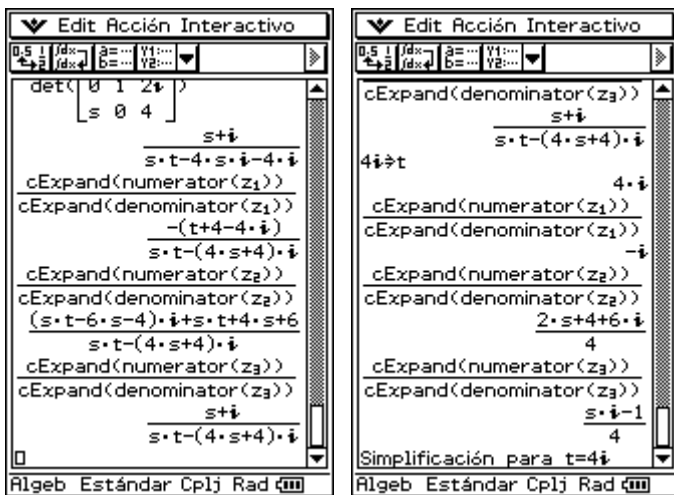 Edit Acción Interactivo
det([0 1 2i])
s 0 4
s+i
s·t-4·s·i-4·i
cExpand(numerator(z₁))
cExpand(denominator(z₁))
-(t+4-4·i)
s·t-(4·s+4)·i
cExpand(numerator(z₂))
cExpand(denominator(z₂))
(s·t-6·s-4)·i+s·t+4·s+6
s·t-(4·s+4)·i
cExpand(numerator(z₃))
cExpand(denominator(z₃))
s+i
s·t-(4·s+4)·i
Algeb Estándar Cplj Rad
Edit Acción Interactivo
cExpand(denominator(z₃))
s+i
s·t-(4·s+4)·i
4i⇒t
4·i
cExpand(numerator(z₁))
cExpand(denominator(z₁))
-i
cExpand(numerator(z₂))
cExpand(denominator(z₂))
2·s+4+6·i
4
cExpand(numerator(z₃))
cExpand(denominator(z₃))
s·i-1
4
Simplificación para t=4i
Algeb Estándar Cplj Rad